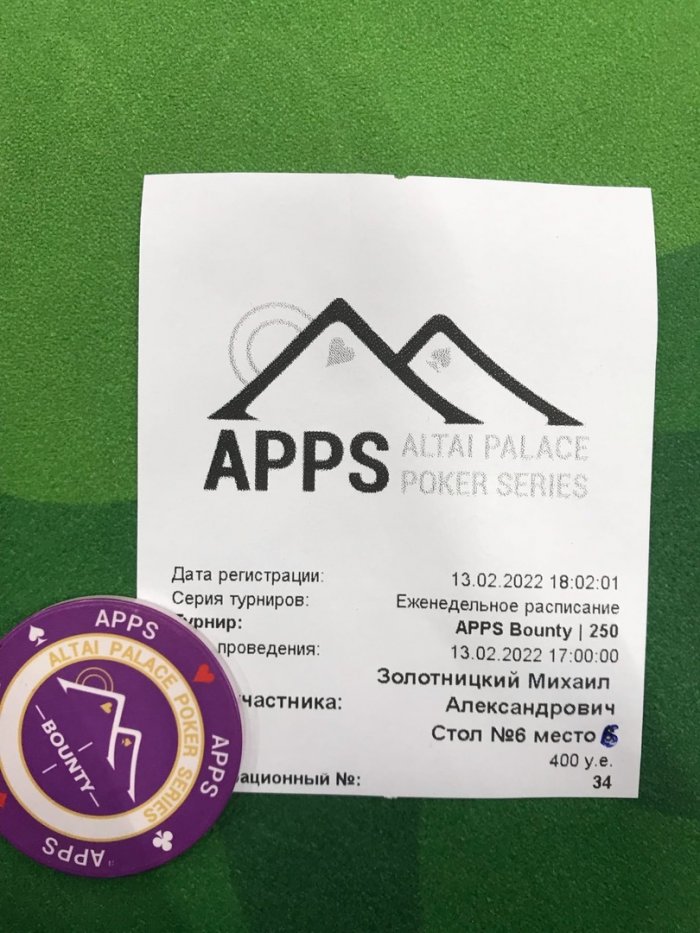 APPS
ALTAI PALACE
POKER SERIES
Дата регистрации: 13.02.2022 18:02:01
Серия турниров: Еженедельное расписание
APPS Bounty | 250
проведения: 13.02.2022 17:00:00
Золотницкий Михаил
Александрович
Стол №6 место 6
400 у.е.
№: 34
APPS
ALTAI PALACE POKER SERIES
BOUNTY
APPS
APPS